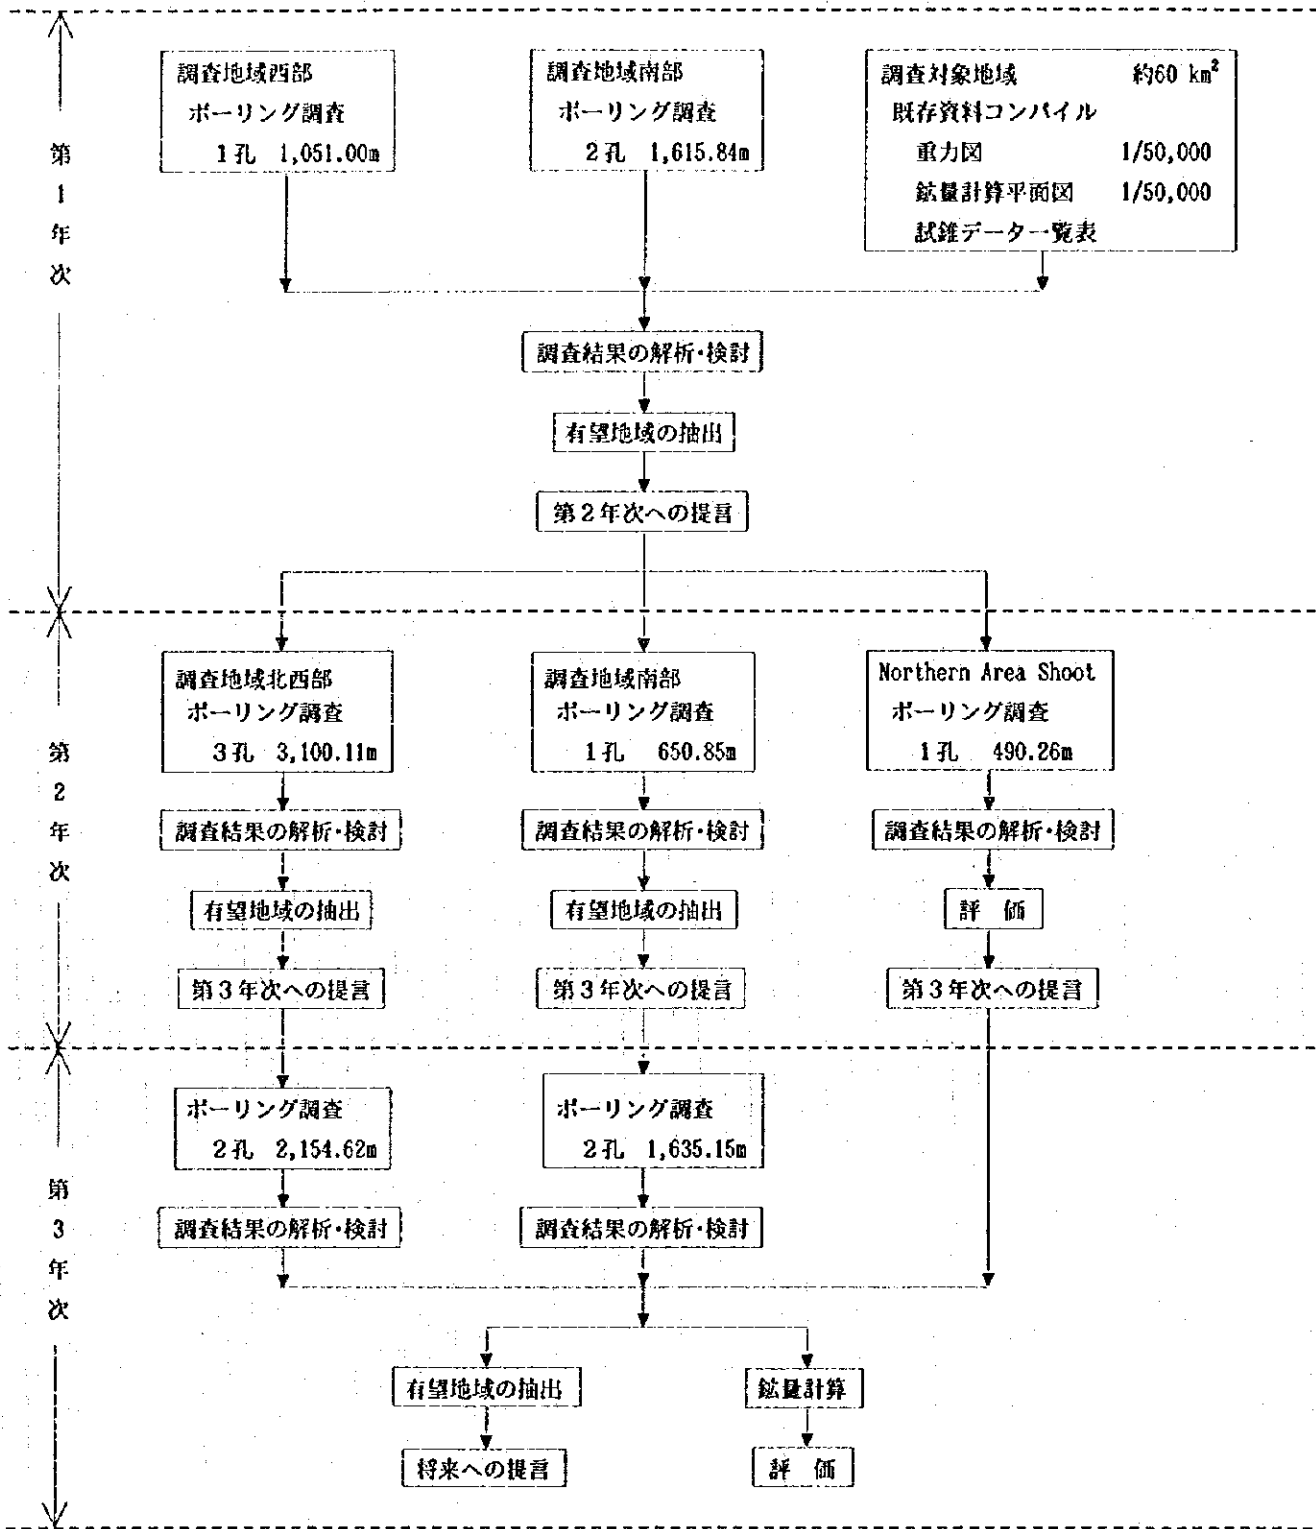 第1年次
調査地域西部
ボーリング調査
1孔 1,051.00m
調査地域南部
ボーリング調査
2孔 1,615.84m
調査対象地域 約60 km²
既存資料コンパイル
重力図 1/50,000
鉱量計算平面図 1/50,000
試錐データ一覧表
調査結果の解析・検討
有望地域の抽出
第2年次への提言
第2年次
調査地域北西部
ボーリング調査
3孔 3,100.11m
調査地域南部
ボーリング調査
1孔 650.85m
Northern Area Shoot
ボーリング調査
1孔 490.26m
調査結果の解析・検討
調査結果の解析・検討
調査結果の解析・検討
有望地域の抽出
有望地域の抽出
評 価
第3年次への提言
第3年次への提言
第3年次への提言
第3年次
ボーリング調査
2孔 2,154.62m
ボーリング調査
2孔 1,635.15m
調査結果の解析・検討
調査結果の解析・検討
有望地域の抽出
鉱量計算
将来への提言
評 価